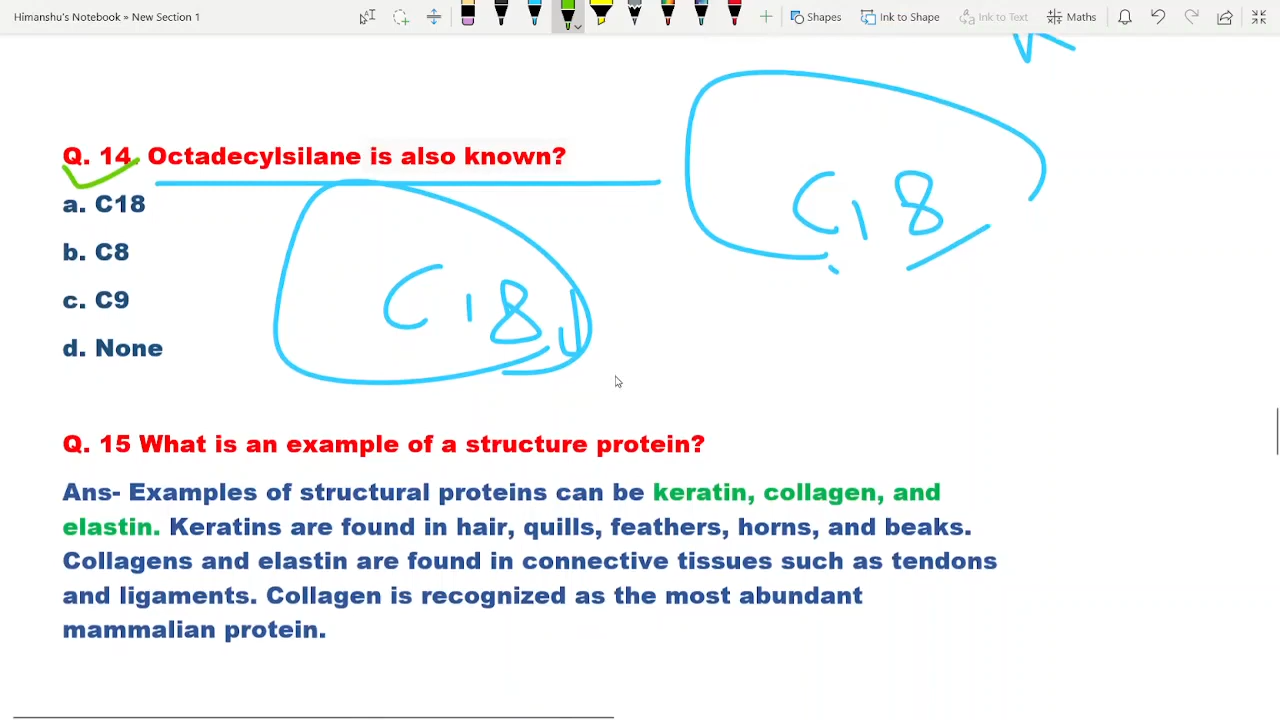 Himanshu's Notebook » New Section 1
Shapes
Ink to Shape
Ink to Text
Maths
Q. 14. Octadecylsilane is also known?
a. C18
b. C8
c. C9
d. None
C18
C18
Q. 15 What is an example of a structure protein?
Ans- Examples of structural proteins can be keratin, collagen, and
elastin. Keratins are found in hair, quills, feathers, horns, and beaks.
Collagens and elastin are found in connective tissues such as tendons
and ligaments. Collagen is recognized as the most abundant
mammalian protein.